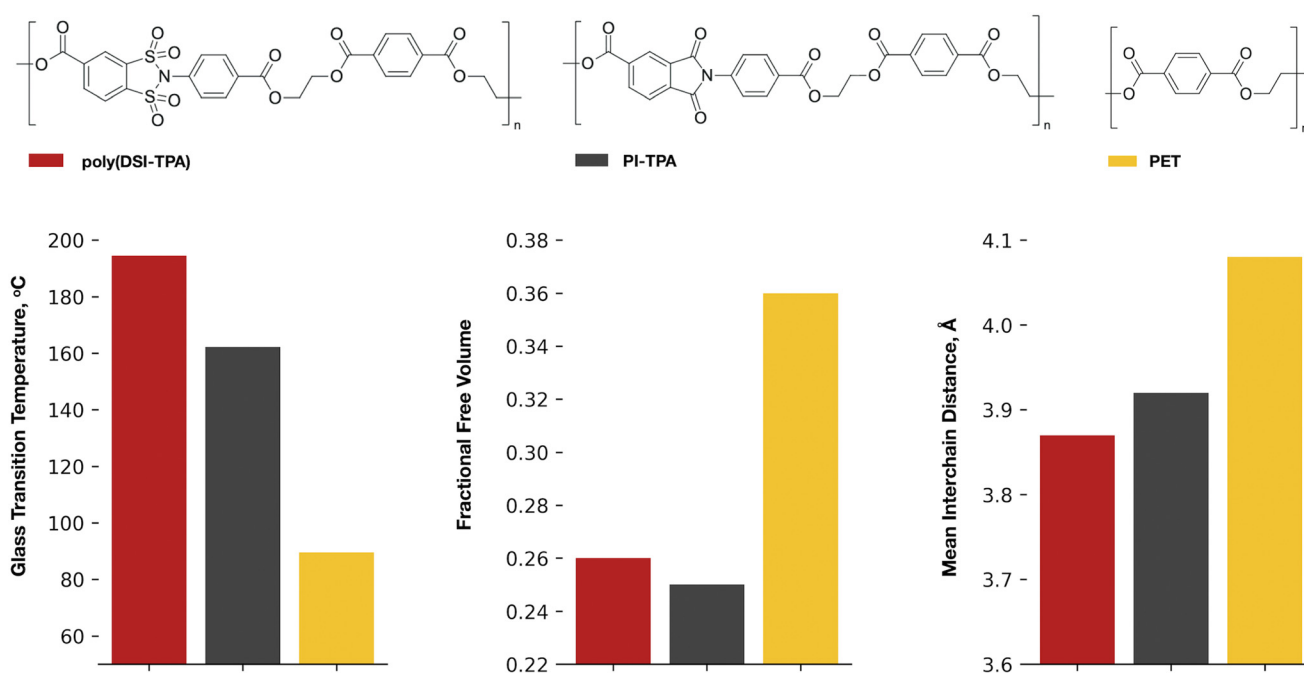 O
O
O
O
O
S
O
N
S
O
O
O
O
O
O
O
O
n
O
O
O
N
O
O
O
O
O
O
O
n
O
O
O
O
n
poly(DSI-TPA)
PI-TPA
PET
Glass Transition Temperature, °C
200
180
160
140
120
100
80
60
Fractional Free Volume
0.38
0.36
0.34
0.32
0.30
0.28
0.26
0.24
0.22
Mean Interchain Distance, Å
4.1
4.0
3.9
3.8
3.7
3.6